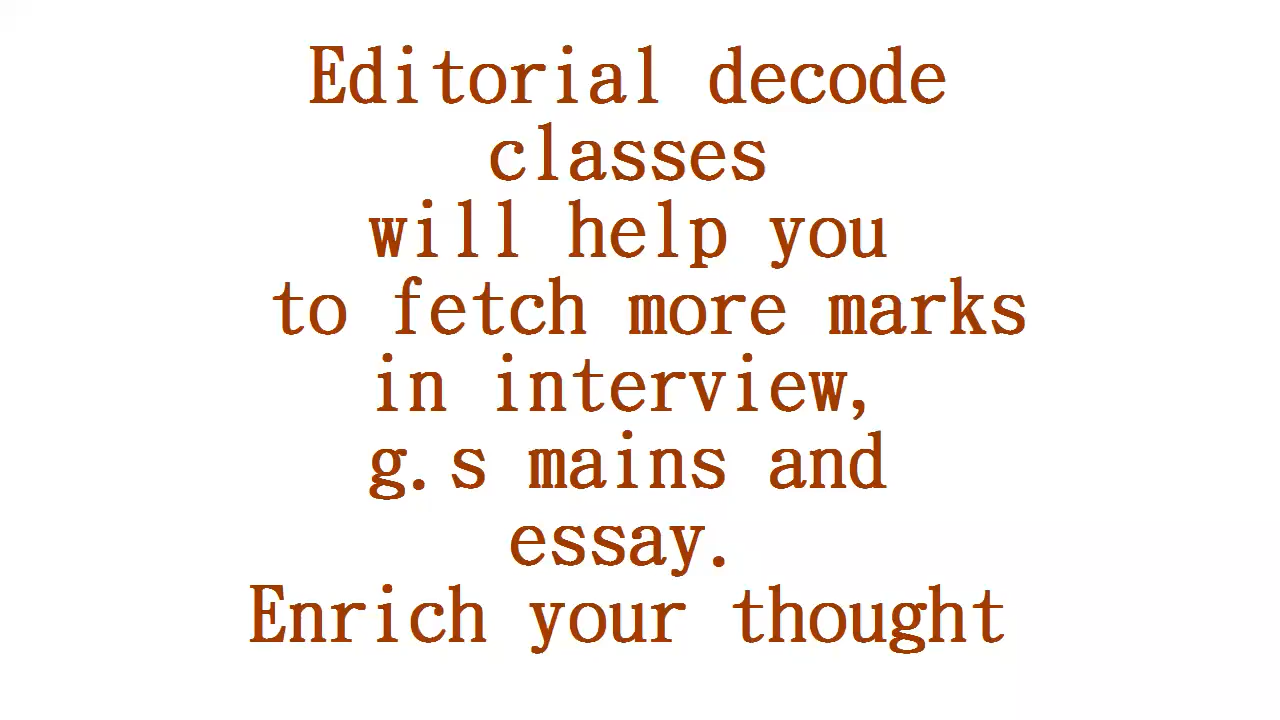 Editorial decode
classes
will help you
to fetch more marks
in interview,
g.s mains and
essay.
Enrich your thought